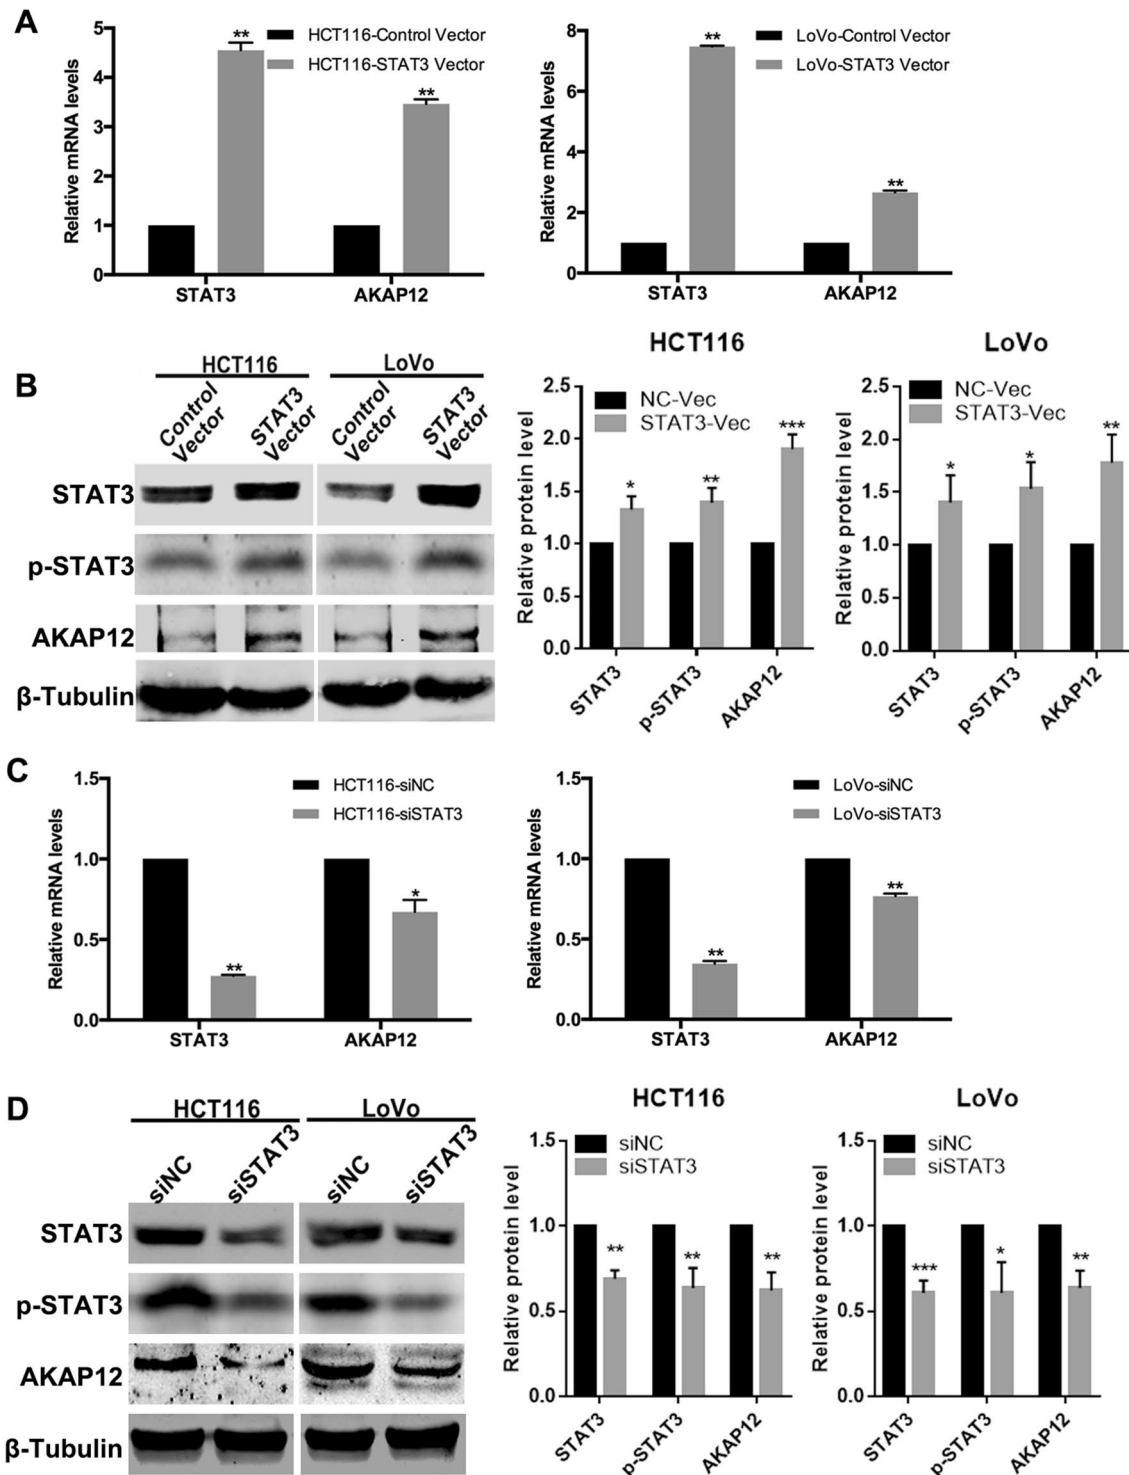 A
5
4
3
2
1
0
Relative mRNA levels
**
**
HCT116-Control Vector
HCT116-STAT3 Vector
STAT3
AKAP12
8
6
4
2
0
Relative mRNA levels
**
**
LoVo-Control Vector
LoVo-STAT3 Vector
STAT3
AKAP12
B
HCT116
LoVo
Control Vector
STAT3 Vector
Control Vector
STAT3 Vector
STAT3
p-STAT3
AKAP12
β-Tubulin
HCT116
2.5
2.0
1.5
1.0
0.5
0.0
Relative protein level
NC-Vec
STAT3-Vec
*
**
***
STAT3
p-STAT3
AKAP12
LoVo
2.5
2.0
1.5
1.0
0.5
0.0
Relative protein level
NC-Vec
STAT3-Vec
*
*
**
STAT3
p-STAT3
AKAP12
C
1.5
1.0
0.5
0.0
Relative mRNA levels
HCT116-siNC
HCT116-siSTAT3
**
*
STAT3
AKAP12
1.5
1.0
0.5
0.0
Relative mRNA levels
LoVo-siNC
LoVo-siSTAT3
**
**
STAT3
AKAP12
D
HCT116
LoVo
siNC
siSTAT3
siNC
siSTAT3
STAT3
p-STAT3
AKAP12
β-Tubulin
HCT116
1.5
1.0
0.5
0.0
Relative protein level
siNC
siSTAT3
**
**
**
STAT3
p-STAT3
AKAP12
LoVo
1.5
1.0
0.5
0.0
Relative protein level
siNC
siSTAT3
***
*
**
STAT3
p-STAT3
AKAP12